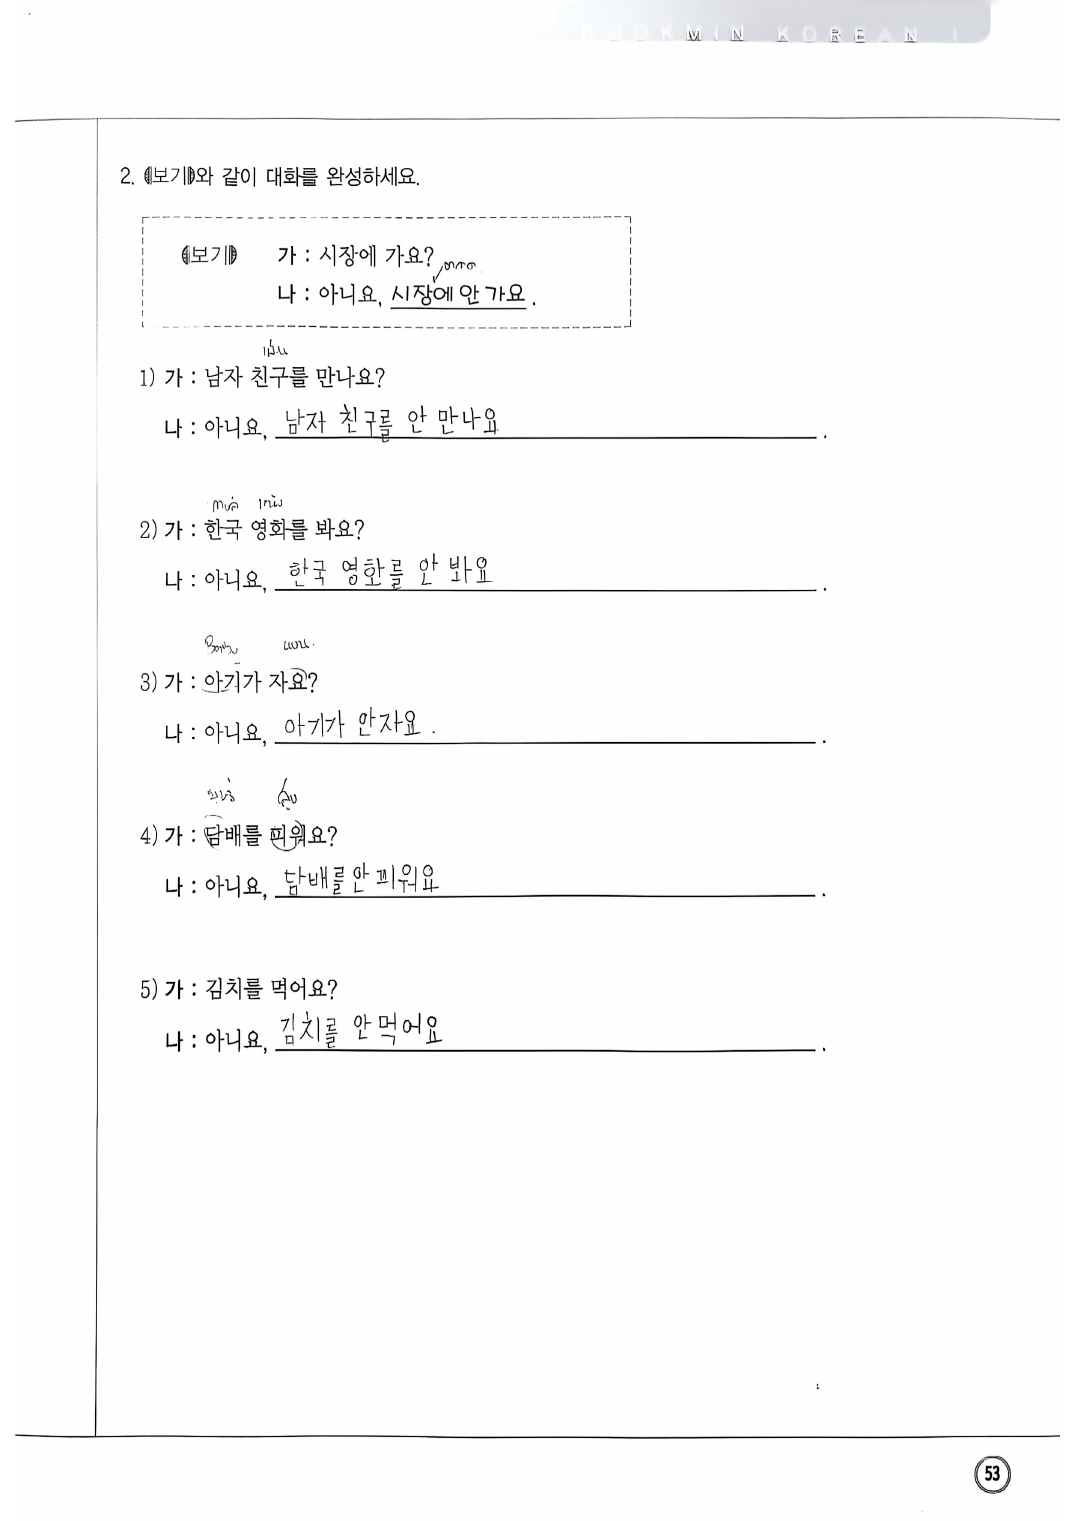 KOOKMIN KOREAN I
2. 《보기》와 같이 대화를 완성하세요.
《보기》 가 : 시장에 가요?
나 : 아니요, 시장에 안 가요.
1) 가 : 남자 친구를 만나요?
나 : 아니요, 남자 친구를 안 만나요.
2) 가 : 한국 영화를 봐요?
나 : 아니요, 한국 영화를 안 봐요.
3) 가 : 아기가 자요?
나 : 아니요, 아기가 안 자요. .
4) 가 : 담배를 피워요?
나 : 아니요, 담배를 안 피워요.
5) 가 : 김치를 먹어요?
나 : 아니요, 김치를 안 먹어요.
53